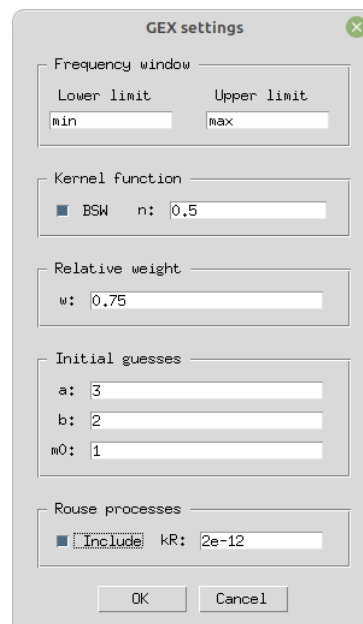 GEX settings
Frequency window
Lower limit Upper limit
min max
Kernel function
BSW n: 0.5
Relative weight
w: 0.75
Initial guesses
a: 3
b: 2
m0: 1
Rouse processes
Include kR: 2e-12
OK Cancel